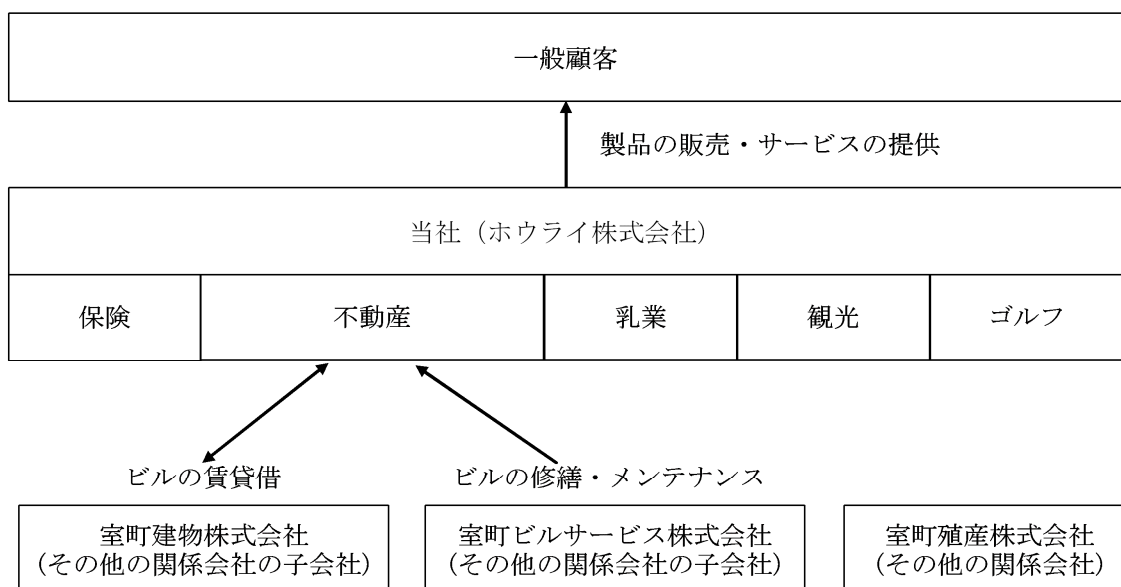 一般顧客
製品の販売・サービスの提供
当社（ホウライ株式会社）
保険
不動産
乳業
観光
ゴルフ
ビルの賃貸借
ビルの修繕・メンテナンス
室町建物株式会社
(その他の関係会社の子会社)
室町ビルサービス株式会社
(その他の関係会社の子会社)
室町殖産株式会社
(その他の関係会社)